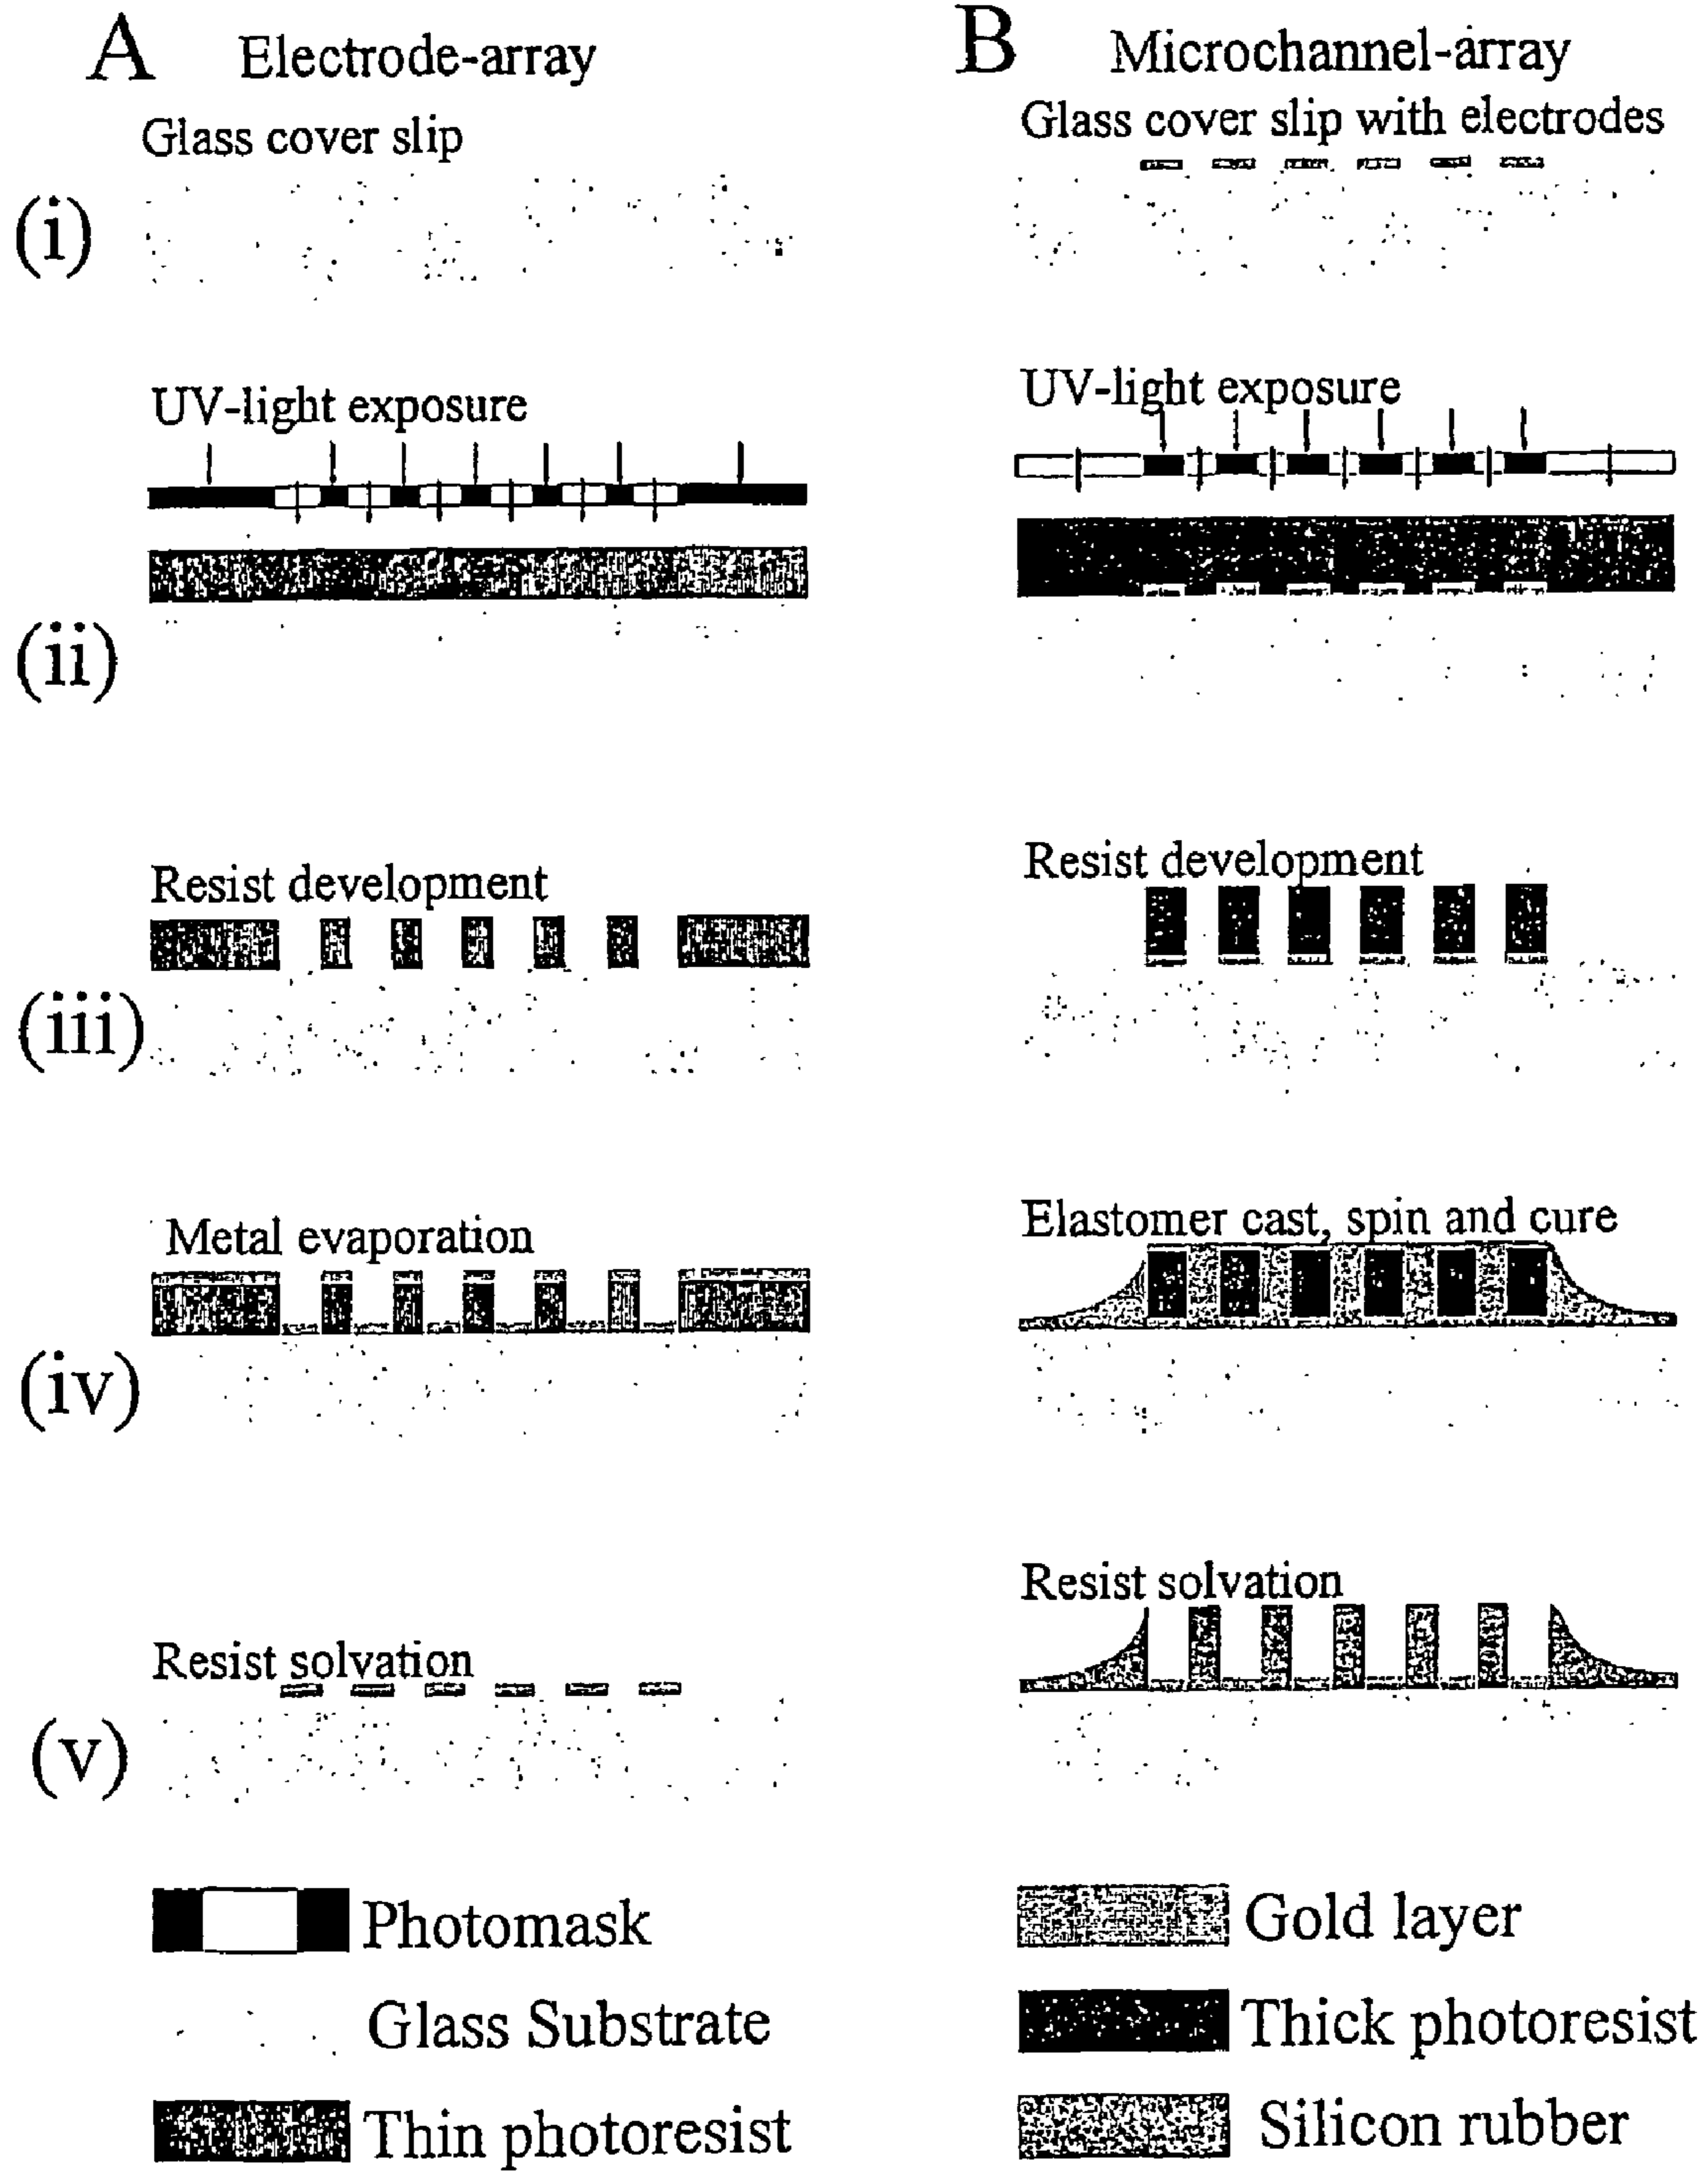 A Electrode-array
Glass cover slip
(i)
UV-light exposure
(ii)
Resist development
(iii)
Metal evaporation
(iv)
Resist solvation
(v)
B Microchannel-array
Glass cover slip with electrodes
UV-light exposure
Resist development
Elastomer cast, spin and cure
Resist solvation
Photomask
Glass Substrate
Thin photoresist
Gold layer
Thick photoresist
Silicon rubber